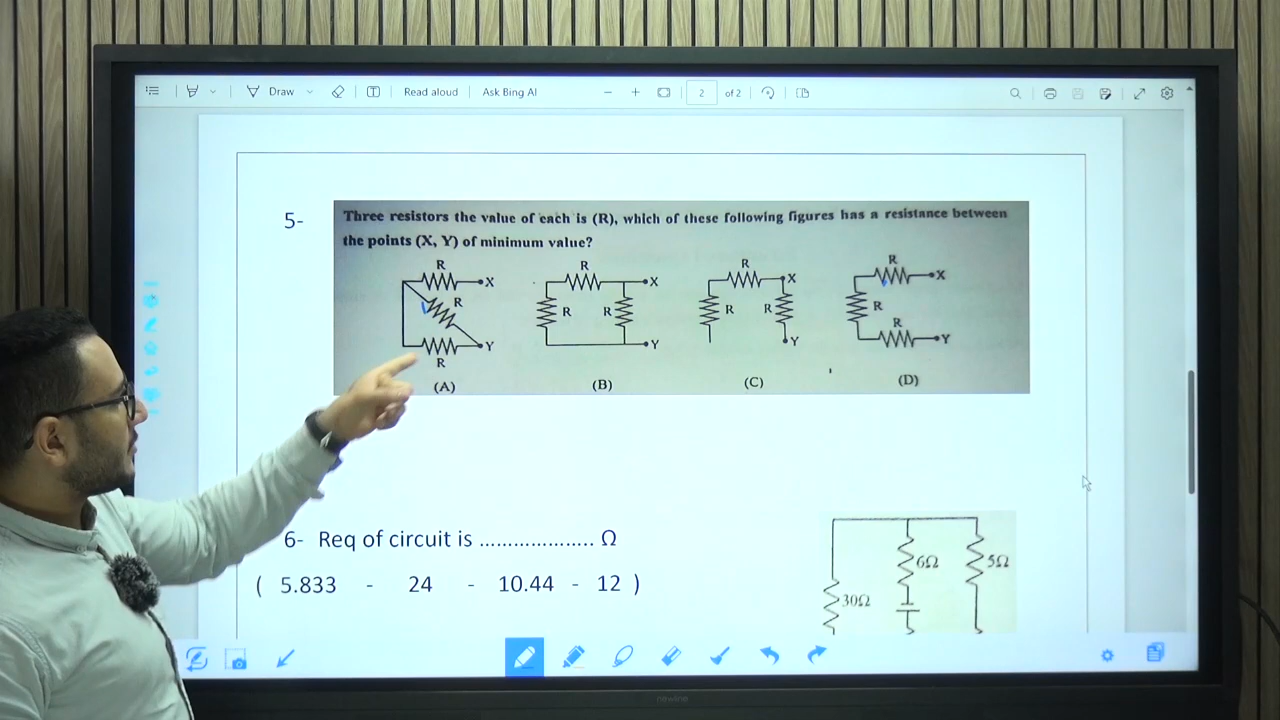 Draw
Read aloud
Ask Bing AI
2
of 2
5-
Three resistors the value of each is (R), which of these following figures has a resistance between
the points (X, Y) of minimum value?
R X R Y R
(A)
R X R R Y
(B)
R X R R Y
(C)
R X R R Y
(D)
6- Req of circuit is .................... Ω
( 5.833 - 24 - 10.44 - 12 )
6Ω 5Ω
30Ω
newline